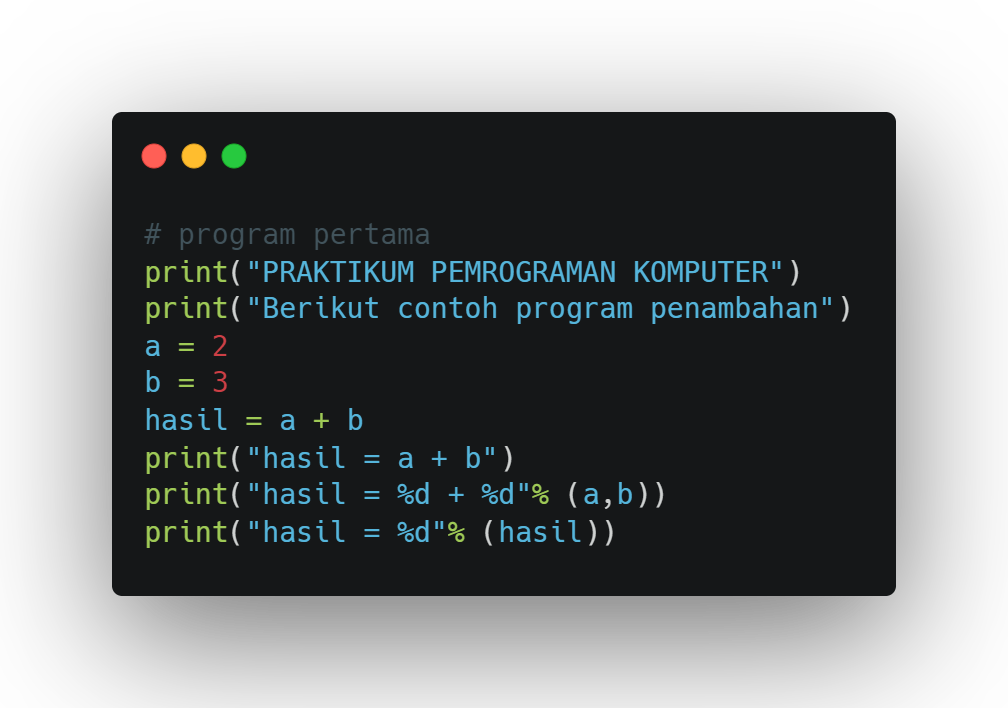 # program pertama
print("PRAKTIKUM PEMROGRAMAN KOMPUTER")
print("Berikut contoh program penambahan")
a = 2
b = 3
hasil = a + b
print("hasil = a + b")
print("hasil = %d + %d"% (a,b))
print("hasil = %d"% (hasil))